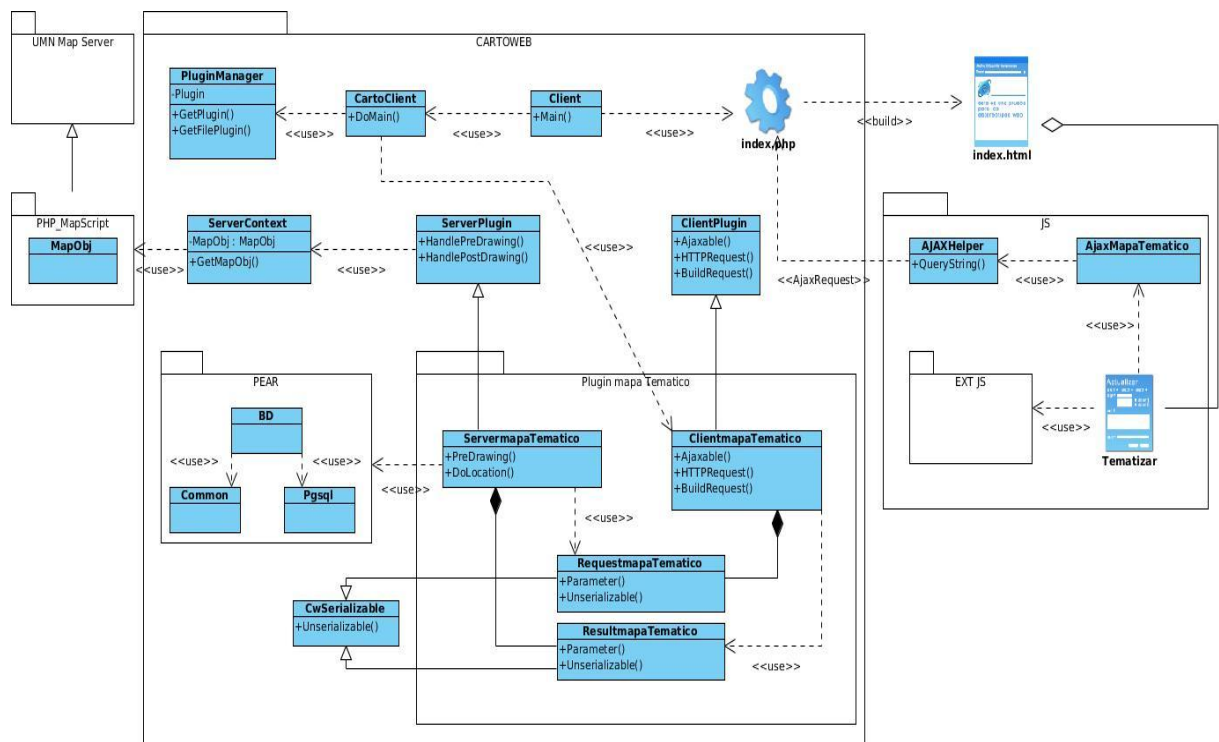 UMN Map Server
CARTOWEB
PluginManager
-Plugin
+GetPlugin()
+GetFilePlugin()
<<use>>
CartoClient
+DoMain()
<<use>>
Client
+Main()
<<use>>
index.php
<<build>>
index.html
PHP_MapScript
MapObj
<<use>>
ServerContext
-MapObj : MapObj
+GetMapObj()
<<use>>
ServerPlugin
+HandlePreDrawing()
+HandlePostDrawing()
<<use>>
ClientPlugin
+Ajaxable()
+HTTPRequest()
+BuildRequest()
<<AjaxRequest>>
JS
AJAXHelper
+QueryString()
<<use>>
AjaxMapaTematico
<<use>>
EXT JS
<<use>>
Actualizar
Tematizar
PEAR
BD
<<use>>
<<use>>
Common
Pgsql
<<use>>
Plugin mapa Tematico
ServermapaTematico
+PreDrawing()
+DoLocation()
<<use>>
ClientmapaTematico
+Ajaxable()
+HTTPRequest()
+BuildRequest()
RequestmapaTematico
+Parameter()
+Unserializable()
CwSerializable
+Unserializable()
ResultmapaTematico
+Parameter()
+Unserializable()
<<use>>